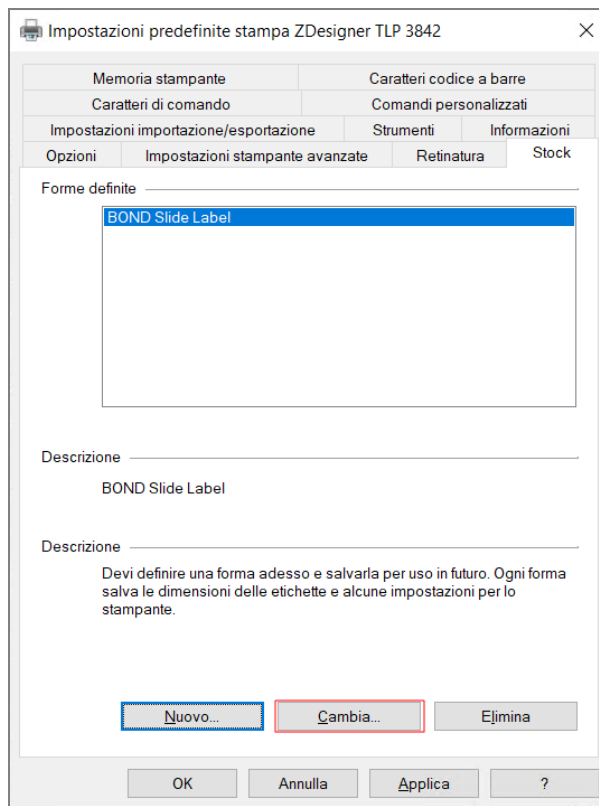 Impostazioni predefinite stampa ZDesigner TLP 3842
Memoria stampante
Caratteri codice a barre
Caratteri di comando
Comandi personalizzati
Impostazioni importazione/esportazione
Strumenti
Informazioni
Opzioni
Impostazioni stampante avanzate
Retinatura
Stock
Forme definite
BOND Slide Label
Descrizione
BOND Slide Label
Descrizione
Devi definire una forma adesso e salvarla per uso in futuro. Ogni forma
salva le dimensioni delle etichette e alcune impostazioni per lo
stampante.
Nuovo...
Cambia...
Elimina
OK
Annulla
Applica
?